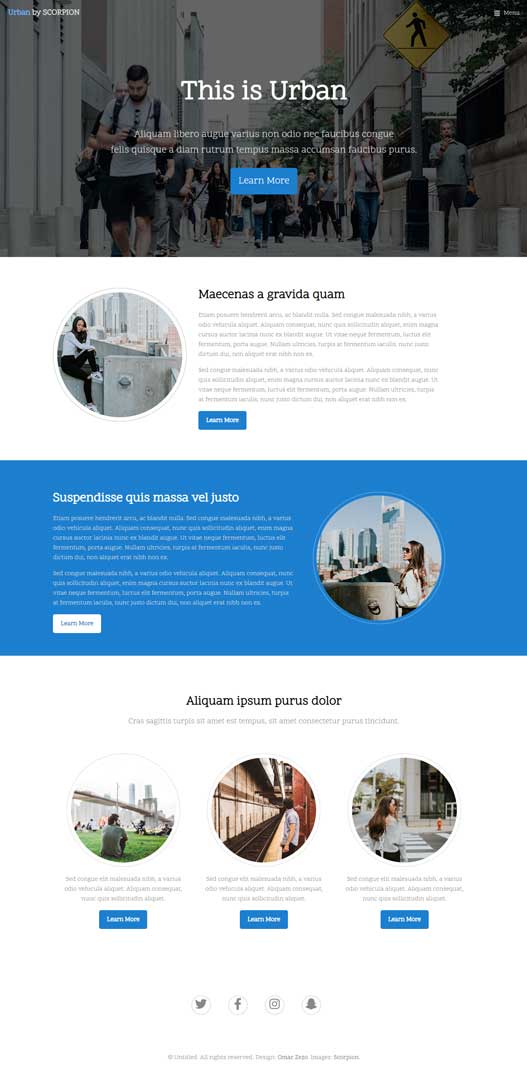 Urban by SCORPION
Menu
This is Urban
Aliquam libero augue varius non odio nec faucibus congue
felis quisque a diam rutrum tempus massa accumsan faucibus purus.
Learn More
Maecenas a gravida quam
Etiam posuere hendrerit arcu, ac blandit nulla. Sed congue malesuada nibh, a varius
odio vehicula aliquet. Aliquam consequat, nunc quis sollicitudin aliquet, enim magna
cursus auctor lacinia nunc ex blandit augue. Ut vitae neque fermentum, luctus elit
fermentum, porta augue. Nullam ultricies, turpis at fermentum iaculis, nunc justo
dictum dui, non aliquet erat nibh non ex.
Sed congue malesuada nibh, a varius odio vehicula aliquet. Aliquam consequat, nunc
quis sollicitudin aliquet, enim magna cursus auctor lacinia nunc ex blandit augue. Ut
vitae neque fermentum, luctus elit fermentum, porta augue. Nullam ultricies, turpis
at fermentum iaculis, nunc justo dictum dui, non aliquet erat nibh non ex.
Learn More
Suspendisse quis massa vel justo
Etiam posuere hendrerit arcu, ac blandit nulla. Sed congue malesuada nibh, a varius
odio vehicula aliquet. Aliquam consequat, nunc quis sollicitudin aliquet, enim magna
cursus auctor lacinia nunc ex blandit augue. Ut vitae neque fermentum, luctus elit
fermentum, porta augue. Nullam ultricies, turpis at fermentum iaculis, nunc justo
dictum dui, non aliquet erat nibh non ex.
Sed congue malesuada nibh, a varius odio vehicula aliquet. Aliquam consequat, nunc
quis sollicitudin aliquet, enim magna cursus auctor lacinia nunc ex blandit augue. Ut
vitae neque fermentum, luctus elit fermentum, porta augue. Nullam ultricies, turpis
at fermentum iaculis, nunc justo dictum dui, non aliquet erat nibh non ex.
Learn More
Aliquam ipsum purus dolor
Cras sagittis turpis sit amet est tempus, sit amet consectetur purus tincidunt.
Sed congue elit malesuada nibh, a varius
odio vehicula aliquet. Aliquam consequat,
nunc quis sollicitudin aliquet.
Learn More
Sed congue elit malesuada nibh, a varius
odio vehicula aliquet. Aliquam consequat,
nunc quis sollicitudin aliquet.
Learn More
Sed congue elit malesuada nibh, a varius
odio vehicula aliquet. Aliquam consequat,
nunc quis sollicitudin aliquet.
Learn More
© Untitled. All rights reserved. Design: Omar Zezo. Images: Scorpion.